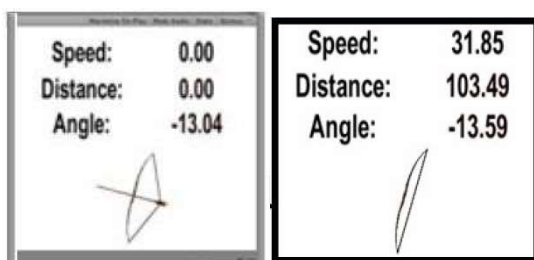 Speed: 0.00
Distance: 0.00
Angle: -13.04
Speed: 31.85
Distance: 103.49
Angle: -13.59